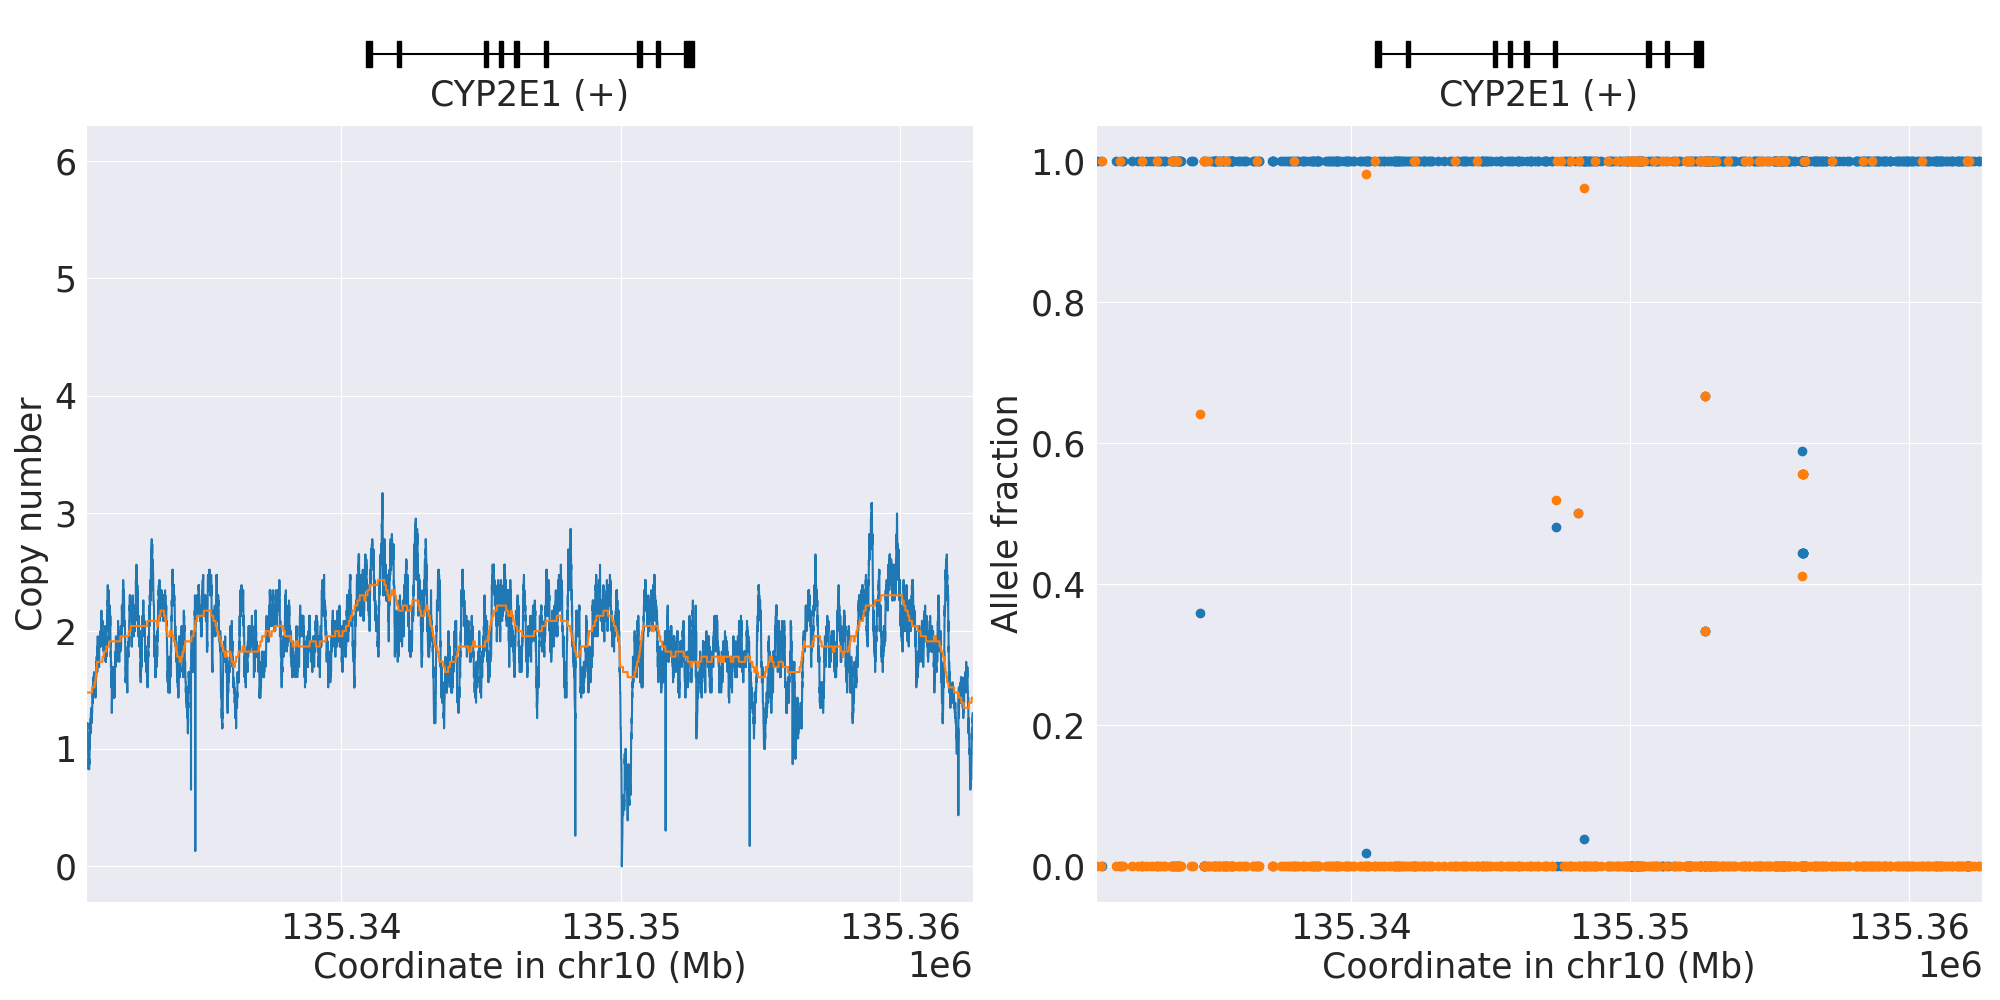 CYP2E1 (+)
6
5
4
3
2
1
0
Copy number
135.34 135.35 135.36
Coordinate in chr10 (Mb)
1e6
CYP2E1 (+)
1.0
0.8
0.6
0.4
0.2
0.0
Allele fraction
135.34 135.35 135.36
Coordinate in chr10 (Mb)
1e6